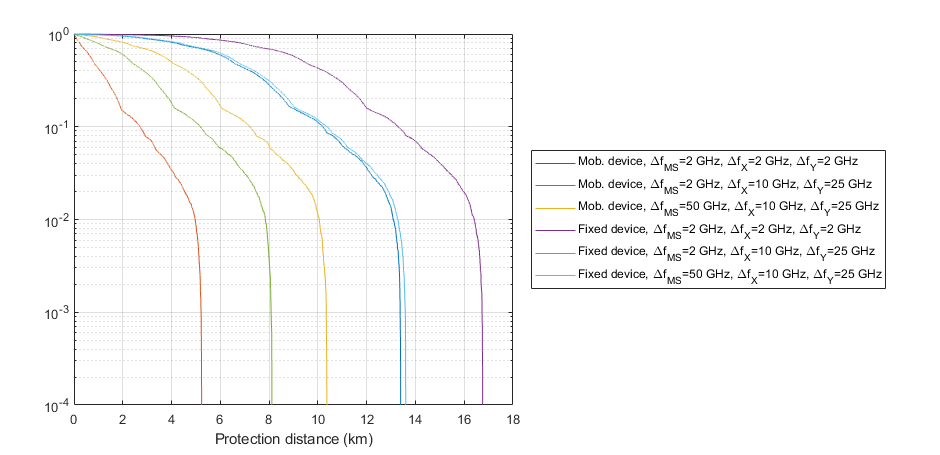 10^0
10^-1
10^-2
10^-3
10^-4
0 2 4 6 8 10 12 14 16 18
Protection distance (km)
Mob. device, Δf_MS=2 GHz, Δf_X=2 GHz, Δf_Y=2 GHz
Mob. device, Δf_MS=2 GHz, Δf_X=10 GHz, Δf_Y=25 GHz
Mob. device, Δf_MS=50 GHz, Δf_X=10 GHz, Δf_Y=25 GHz
Fixed device, Δf_MS=2 GHz, Δf_X=2 GHz, Δf_Y=2 GHz
Fixed device, Δf_MS=2 GHz, Δf_X=10 GHz, Δf_Y=25 GHz
Fixed device, Δf_MS=50 GHz, Δf_X=10 GHz, Δf_Y=25 GHz